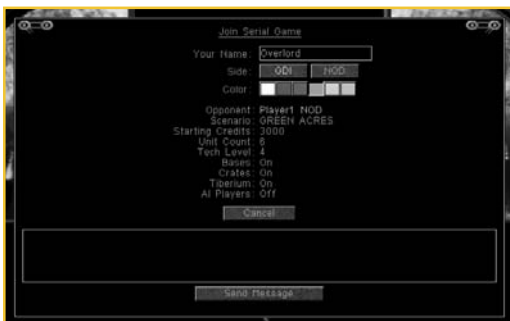 Join Serial Game
Your Name: Overlord
Side: GDI NOD
Color:
Opponent: Player1 NOD
Scenario: GREEN ACRES
Starting Credits: 3000
Unit Count: 6
Tech Level: 4
Bases: On
Crates: On
Tiberium: On
AI Players: Off
Cancel
Send Message